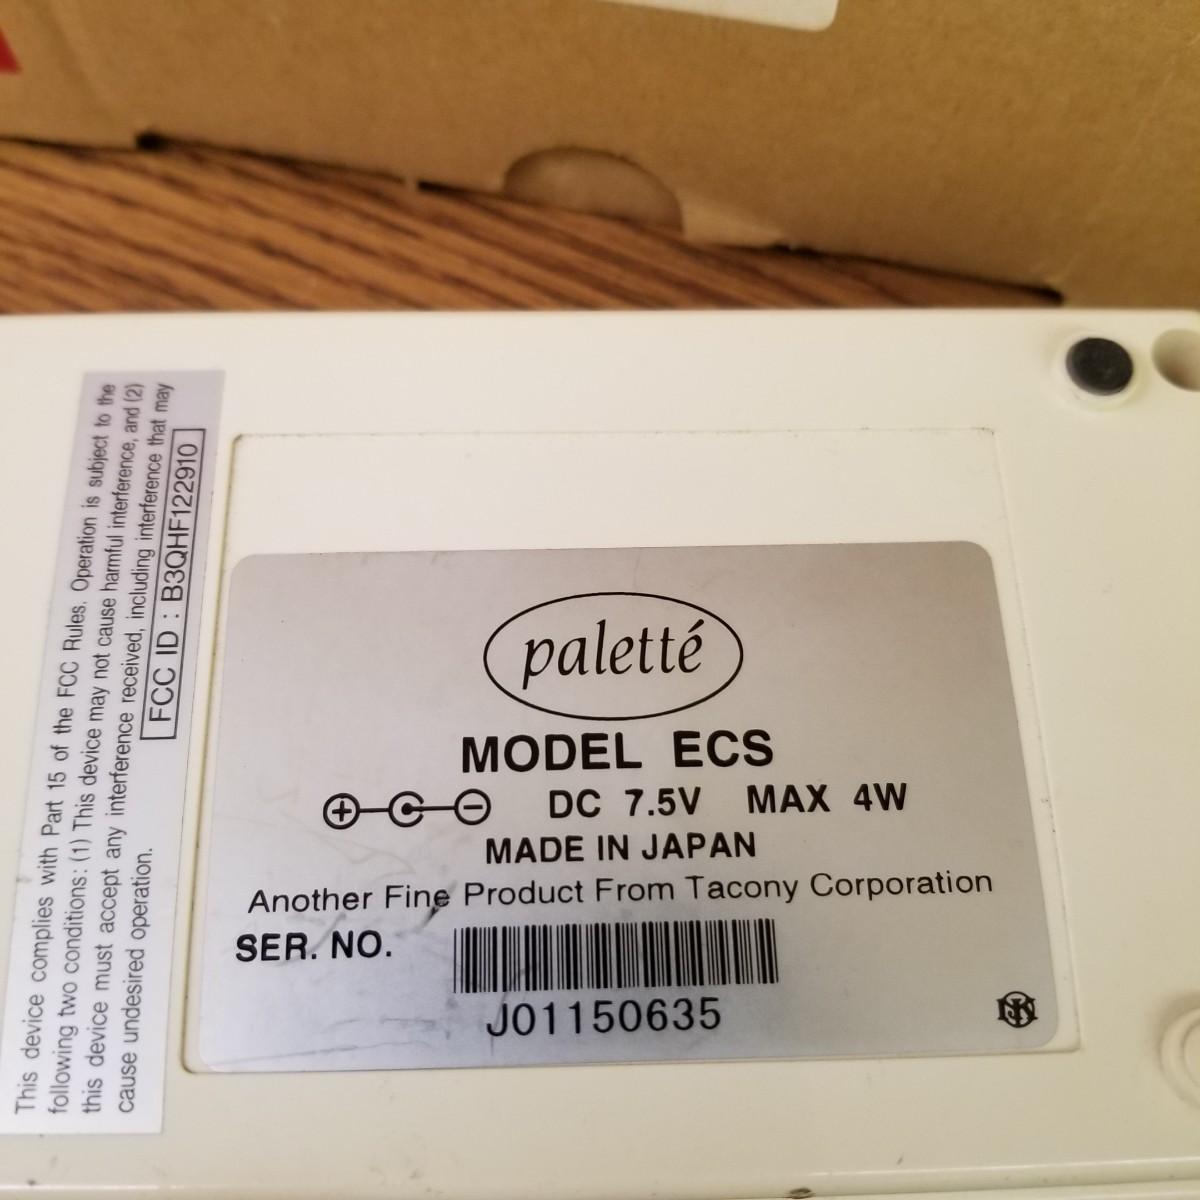 This device complies with Part 15 of the FCC Rules. Operation is subject to the
following two conditions: (1) This device may not cause harmful interference, and (2)
this device must accept any interference received, including interference that may
cause undesired operation.
FCC ID : B3QHF122910
paletté
MODEL ECS
DC 7.5V MAX 4W
MADE IN JAPAN
Another Fine Product From Tacony Corporation
SER. NO.
J01150635